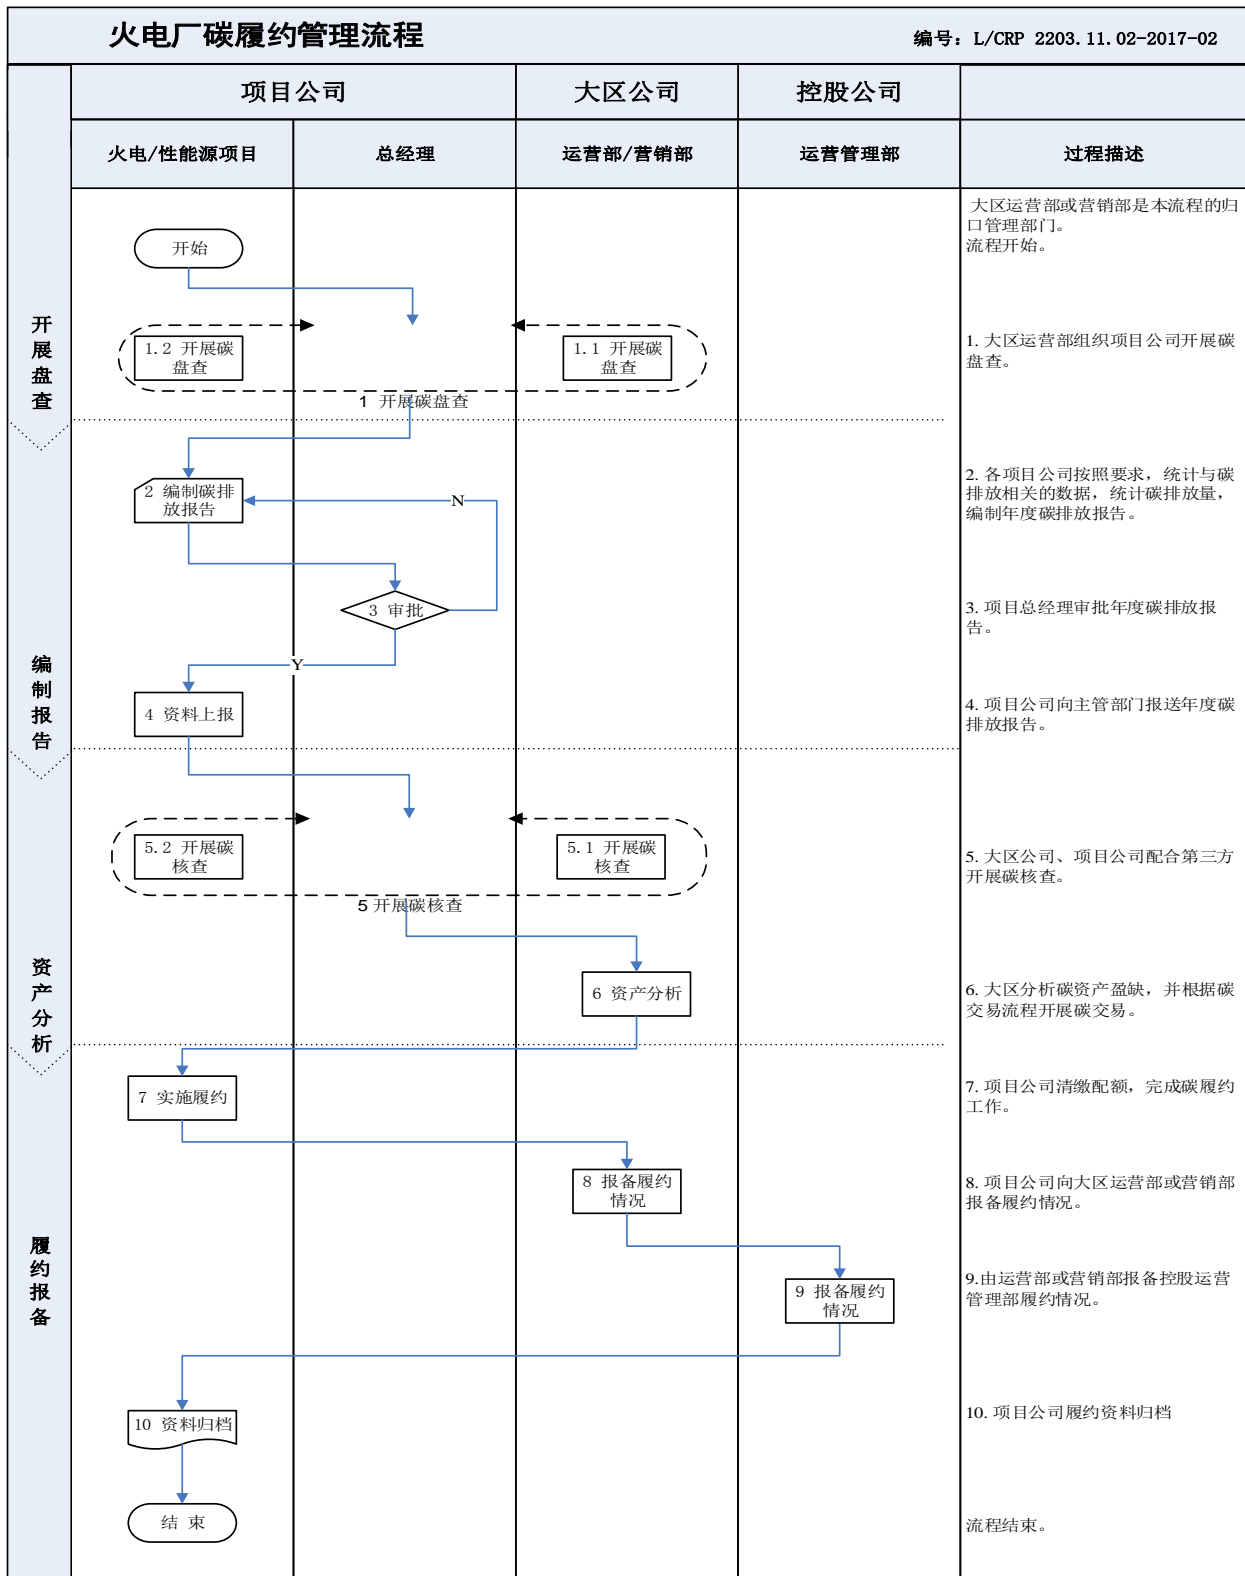 火电厂碳履约管理流程
编号：L/CRP 2203.11.02-2017-02
项目公司
大区公司
控股公司
火电/性能源项目
总经理
运营部/营销部
运营管理部
过程描述
开展盘查
开始
大区运营部或营销部是本流程的归
口管理部门。
流程开始。
1.2 开展碳
盘查
1.1 开展碳
盘查
1 开展碳盘查
1. 大区运营部组织项目公司开展碳
盘查。
编制报告
2 编制碳排
放报告
N
2. 各项目公司按照要求，统计与碳
排放相关的数据，统计碳排放量，
编制年度碳排放报告。
3 审批
3. 项目总经理审批年度碳排放报
告。
Y
4 资料上报
4. 项目公司向主管部门报送年度碳
排放报告。
资产分析
5.2 开展碳
核查
5.1 开展碳
核查
5 开展碳核查
5. 大区公司、项目公司配合第三方
开展碳核查。
6 资产分析
6. 大区分析碳资产盈缺，并根据碳
交易流程开展碳交易。
履约报备
7 实施履约
7. 项目公司清缴配额，完成碳履约
工作。
8 报备履约
情况
8. 项目公司向大区运营部或营销部
报备履约情况。
9 报备履约
情况
9.由运营部或营销部报备控股运营
管理部履约情况。
10 资料归档
10. 项目公司履约资料归档
结 束
流程结束。